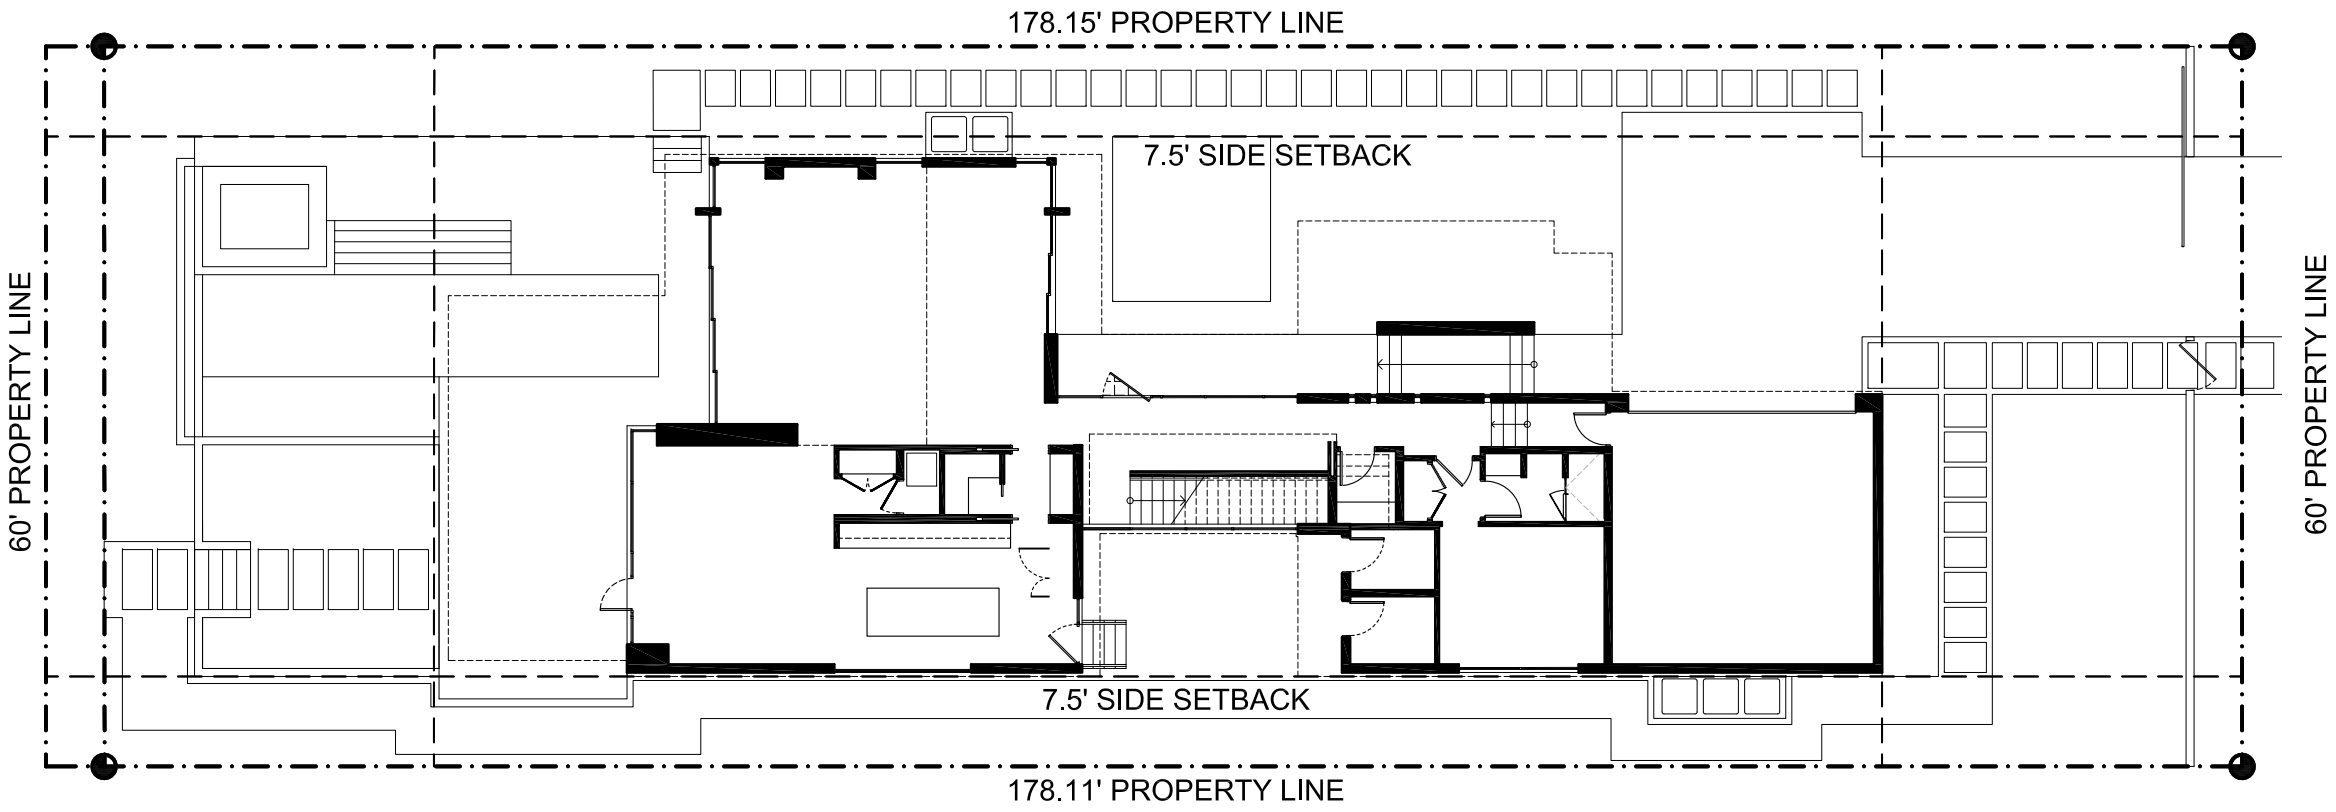 178.15' PROPERTY LINE
7.5' SIDE SETBACK
60' PROPERTY LINE
60' PROPERTY LINE
7.5' SIDE SETBACK
178.11' PROPERTY LINE